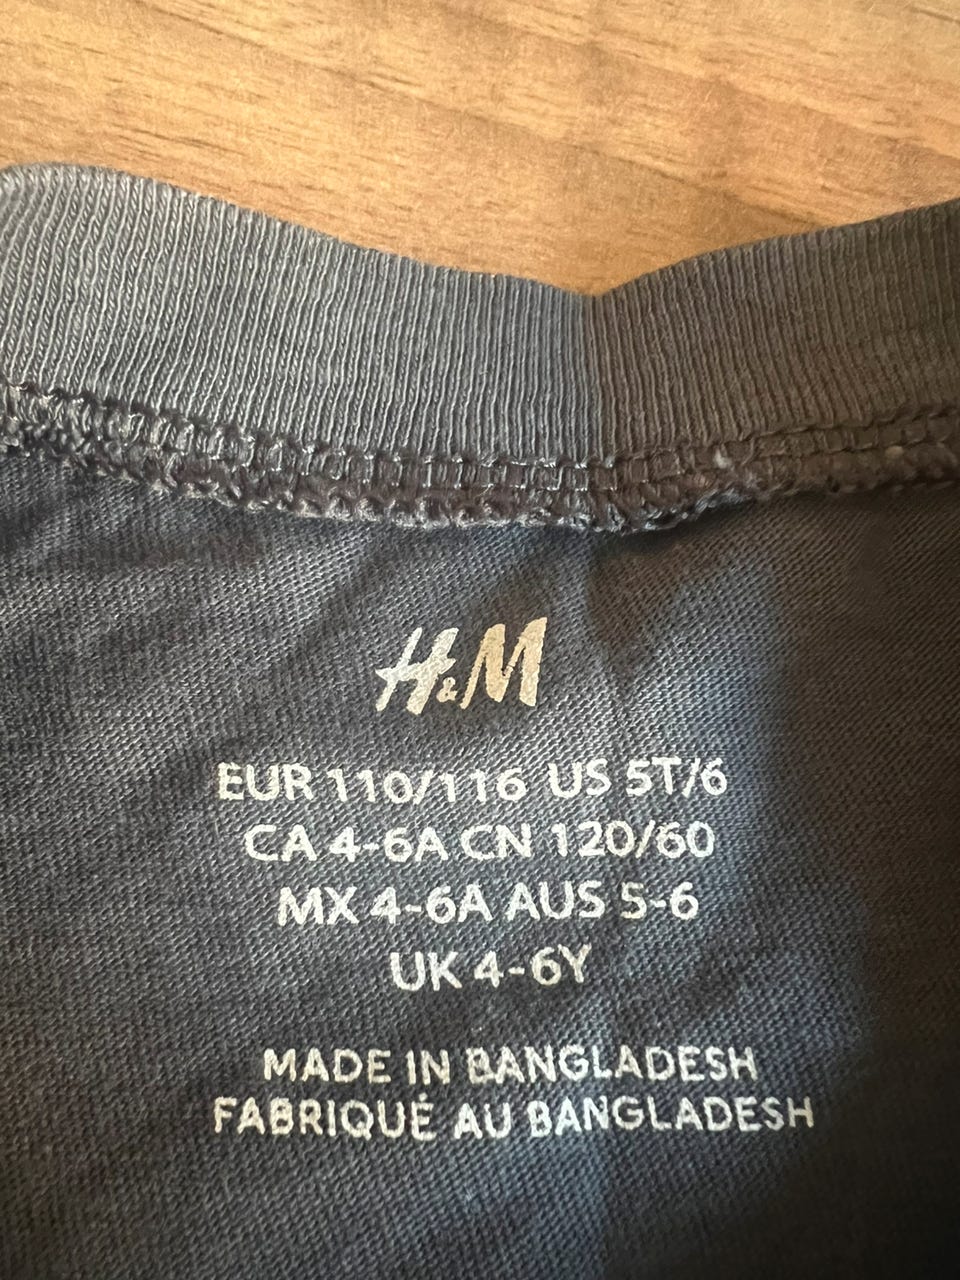 H&M
EUR 110/116 US 5T/6
CA 4-6A CN 120/60
MX 4-6A AUS 5-6
UK 4-6Y
MADE IN BANGLADESH
FABRIQUÉ AU BANGLADESH